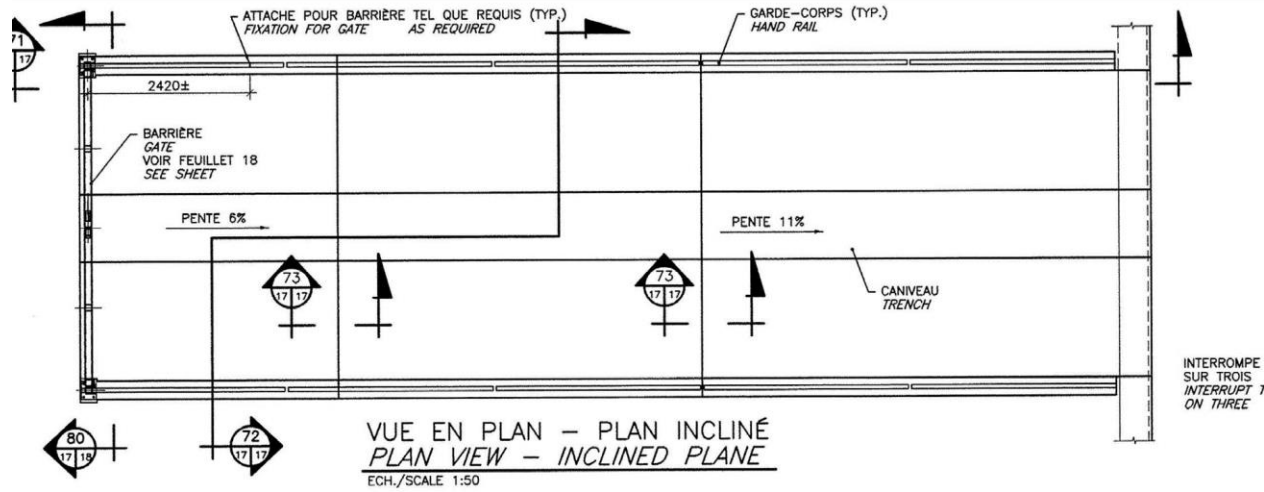 ATTACHE POUR BARRIÈRE TEL QUE REQUIS (TYP.)
FIXATION FOR GATE AS REQUIRED
GARDE-CORPS (TYP.)
HAND RAIL
71
17
2420±
BARRIÈRE
GATE
VOIR FEUILLET 18
SEE SHEET
PENTE 6%
PENTE 11%
73
17 17
73
17 17
CANIVEAU
TRENCH
INTERROMPE
SUR TROIS
INTERRUPT T
ON THREE
80
17 18
72
17 17
VUE EN PLAN – PLAN INCLINÉ
PLAN VIEW – INCLINED PLANE
ECH./SCALE 1:50